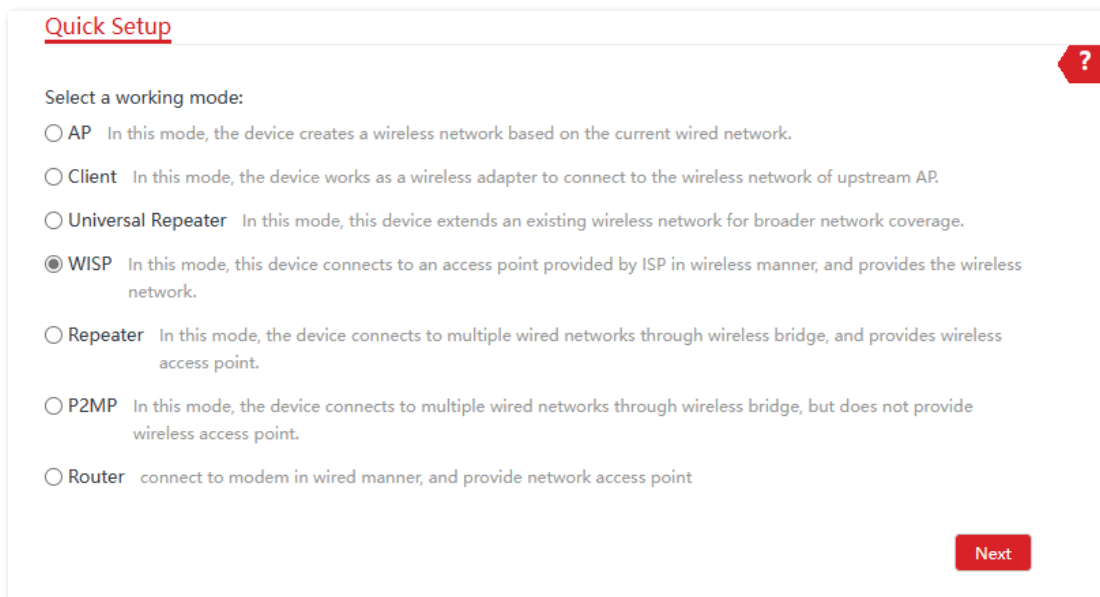 Quick Setup
?
Select a working mode:
AP In this mode, the device creates a wireless network based on the current wired network.
Client In this mode, the device works as a wireless adapter to connect to the wireless network of upstream AP.
Universal Repeater In this mode, this device extends an existing wireless network for broader network coverage.
WISP In this mode, this device connects to an access point provided by ISP in wireless manner, and provides the wireless
network.
Repeater In this mode, the device connects to multiple wired networks through wireless bridge, and provides wireless
access point.
P2MP In this mode, the device connects to multiple wired networks through wireless bridge, but does not provide
wireless access point.
Router connect to modem in wired manner, and provide network access point
Next